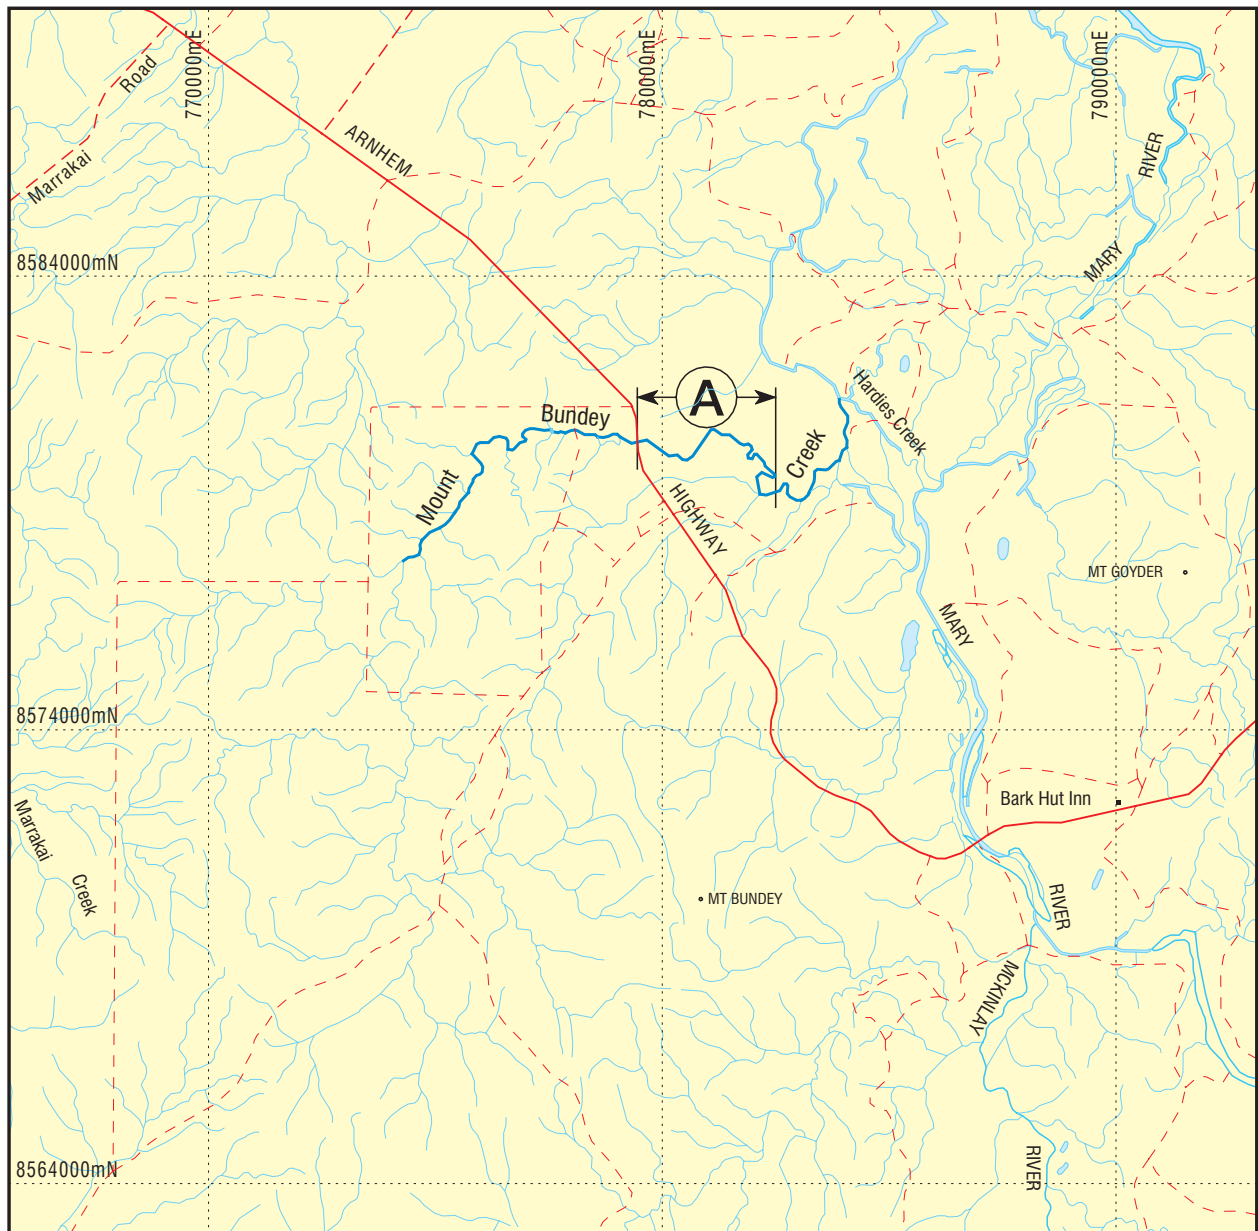 770000mE
780000mE
790000mE
Marrakai Road
ARNHEM
RIVER
MARY
8584000mN
A
Bundey
Hardies Creek
Mount
Creek
HIGHWAY
MT GOYDER
MARY
8574000mN
Bark Hut Inn
Marrakai
Creek
MT BUNDEY
RIVER
MCKINLAY
8564000mN
RIVER